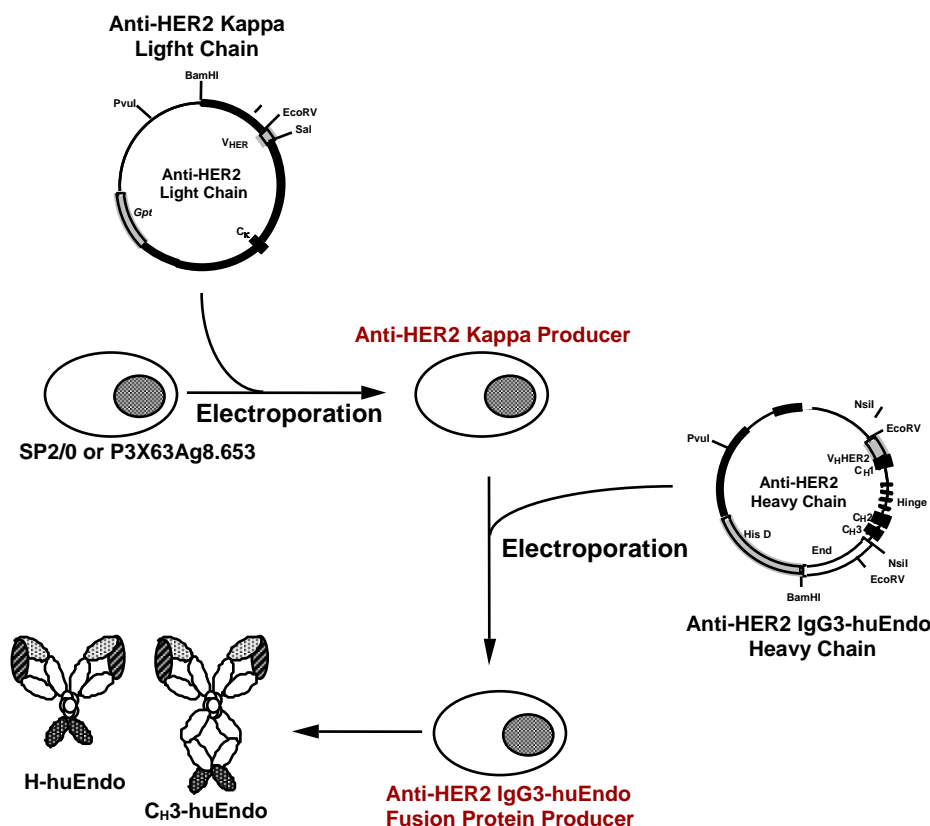 Anti-HER2 Kappa
Ligfht Chain
BamHI
PvuI
EcoRV
Sal
VHER
Anti-HER2
Light Chain
Gpt
Cκ
Anti-HER2 Kappa Producer
Electroporation
SP2/0 or P3X63Ag8.653
NsiI
EcoRV
PvuI
VHHER2
CH1
Anti-HER2
Heavy Chain
Hinge
CH2
CH3
His D
End
NsiI
EcoRV
BamHI
Electroporation
Anti-HER2 IgG3-huEndo
Heavy Chain
H-huEndo
CH3-huEndo
Anti-HER2 IgG3-huEndo
Fusion Protein Producer